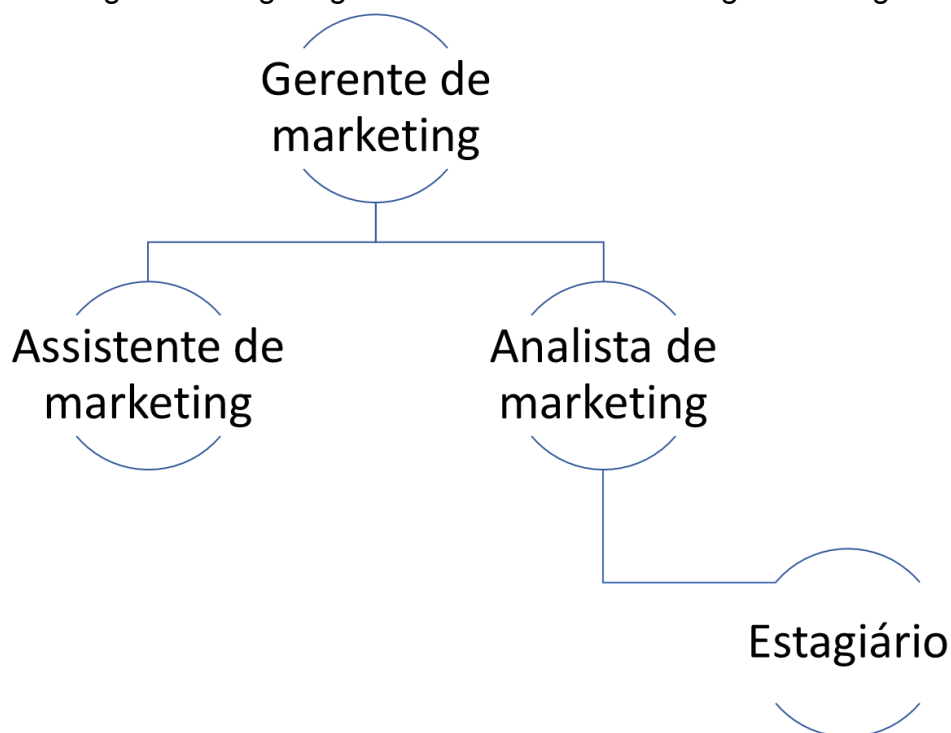 Gerente de
marketing
Assistente de
marketing
Analista de
marketing
Estagiário